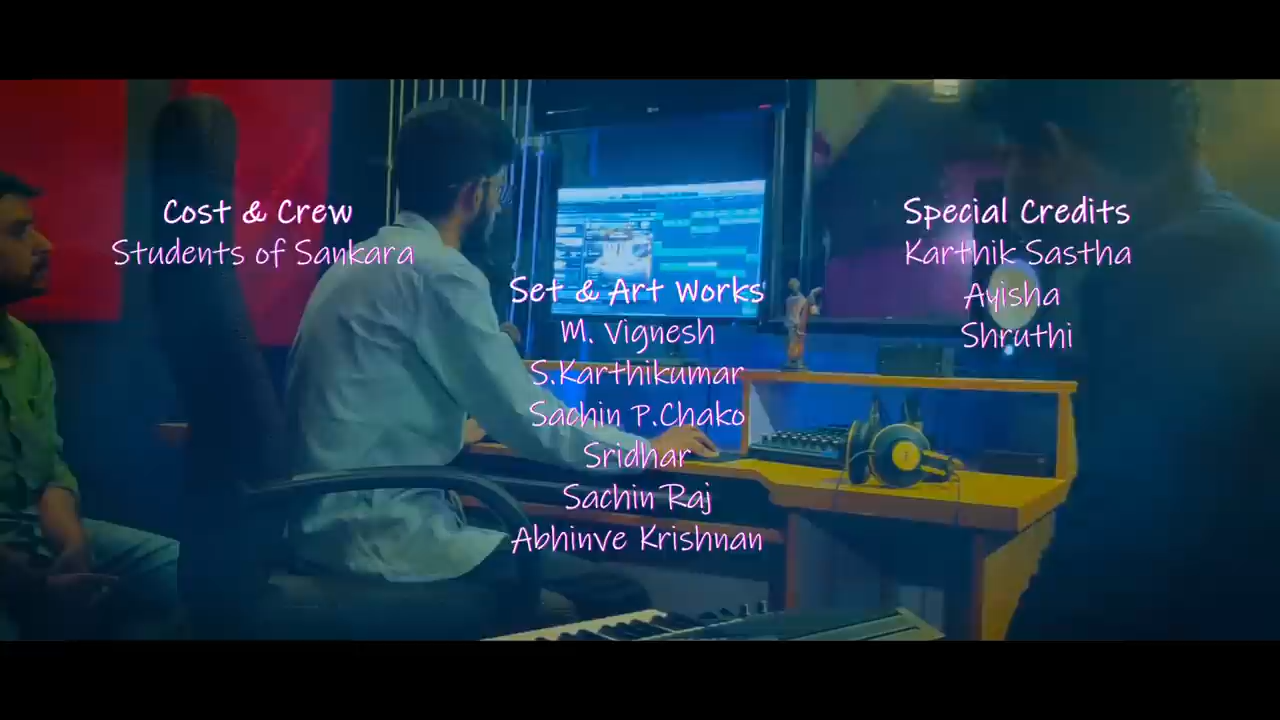 Cost & Crew
Students of Sankara
Set & Art Works
M. Vignesh
S.Karthikumar
Sachin P.Chako
Sridhar
Sachin Raj
Abhinve Krishnan
Special Credits
Karthik Sastha
Ayisha
Shruthi